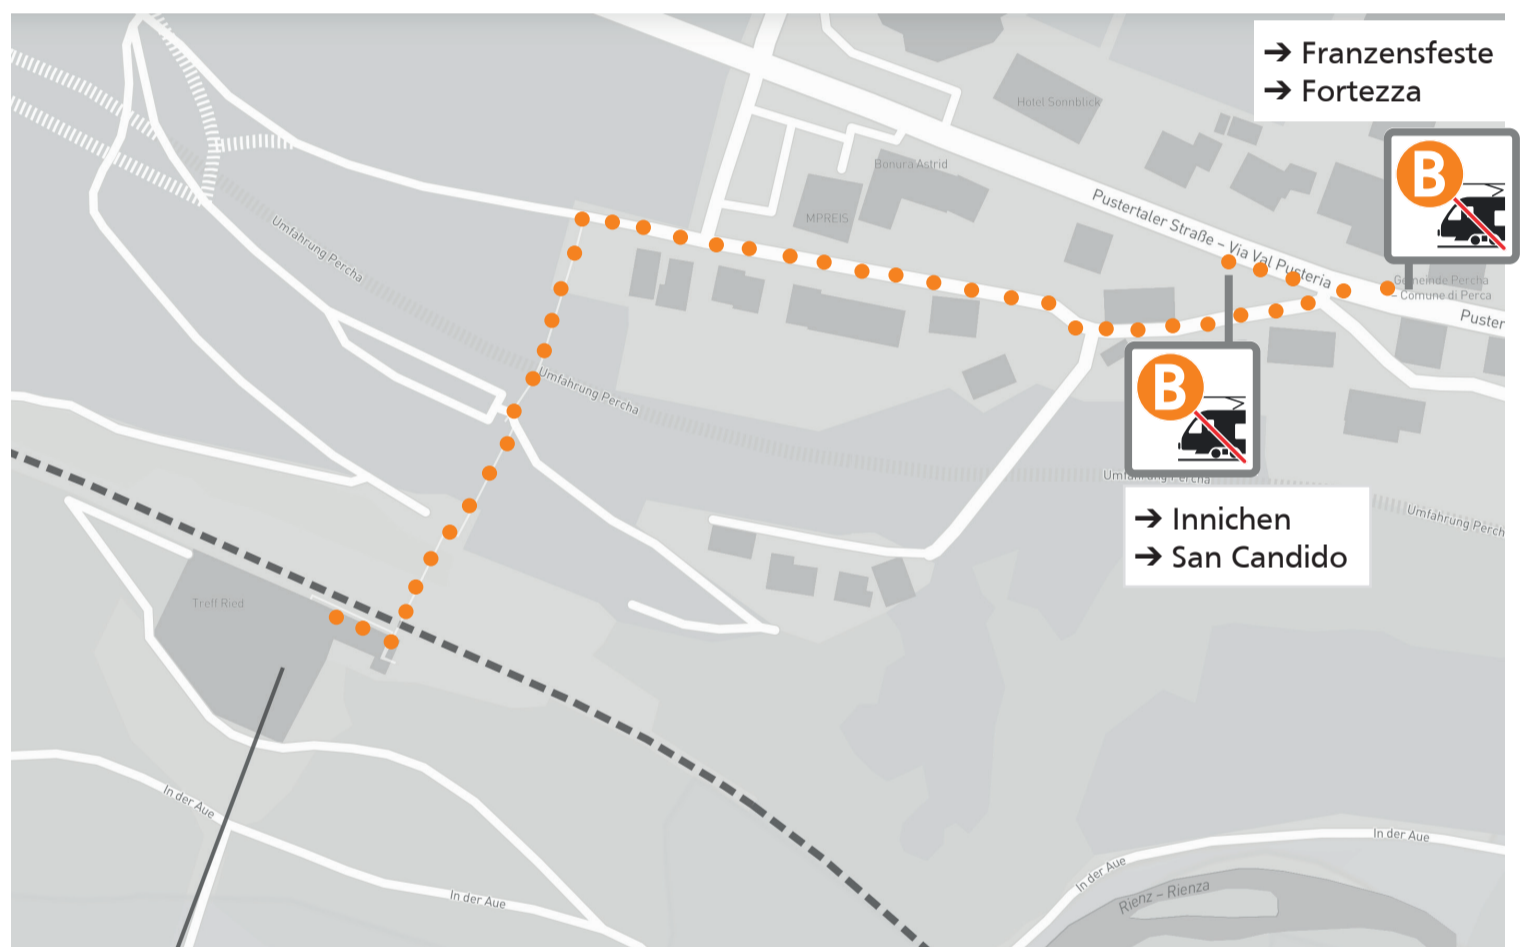 → Franzensfeste
→ Fortezza
Hotel Sonnblick
Bonura Astrid
B
MPREIS
Pustertaler Straße – Via Val Pusteria
Umfahrung Percha
Gemeinde Percha
– Comune di Perca
Puster
B
Umfahrung Percha
Umfahrung Percha
Umfahrung Perch
→ Innichen
→ San Candido
Treff Ried
In der Aue
In der Aue
In der Aue
In der Aue
Rienz – Rienza